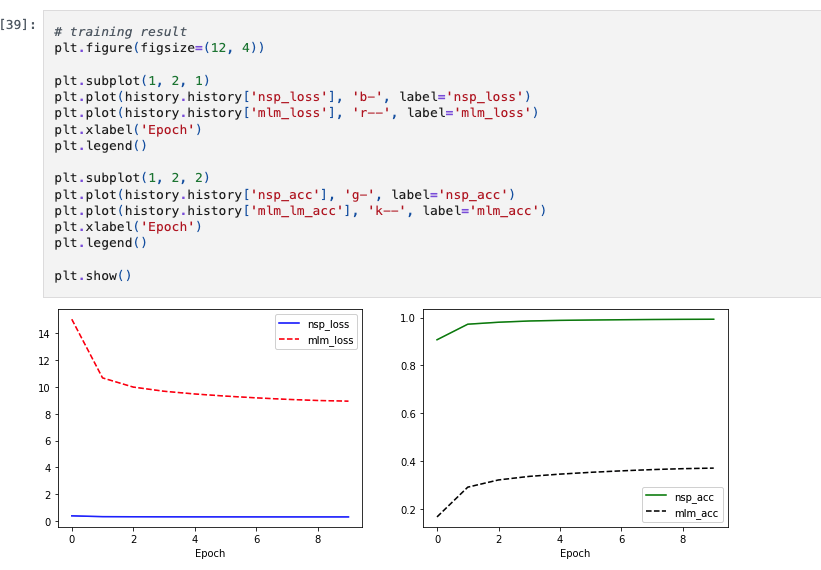 [39]:
# training result
plt.figure(figsize=(12, 4))
plt.subplot(1, 2, 1)
plt.plot(history.history['nsp_loss'], 'b-', label='nsp_loss')
plt.plot(history.history['mlm_loss'], 'r--', label='mlm_loss')
plt.xlabel('Epoch')
plt.legend()
plt.subplot(1, 2, 2)
plt.plot(history.history['nsp_acc'], 'g-', label='nsp_acc')
plt.plot(history.history['mlm_lm_acc'], 'k--', label='mlm_acc')
plt.xlabel('Epoch')
plt.legend()
plt.show()
nsp_loss
mlm_loss
14
12
10
8
6
4
2
0
0 2 4 6 8
Epoch
1.0
0.8
0.6
0.4
0.2
nsp_acc
mlm_acc
0 2 4 6 8
Epoch